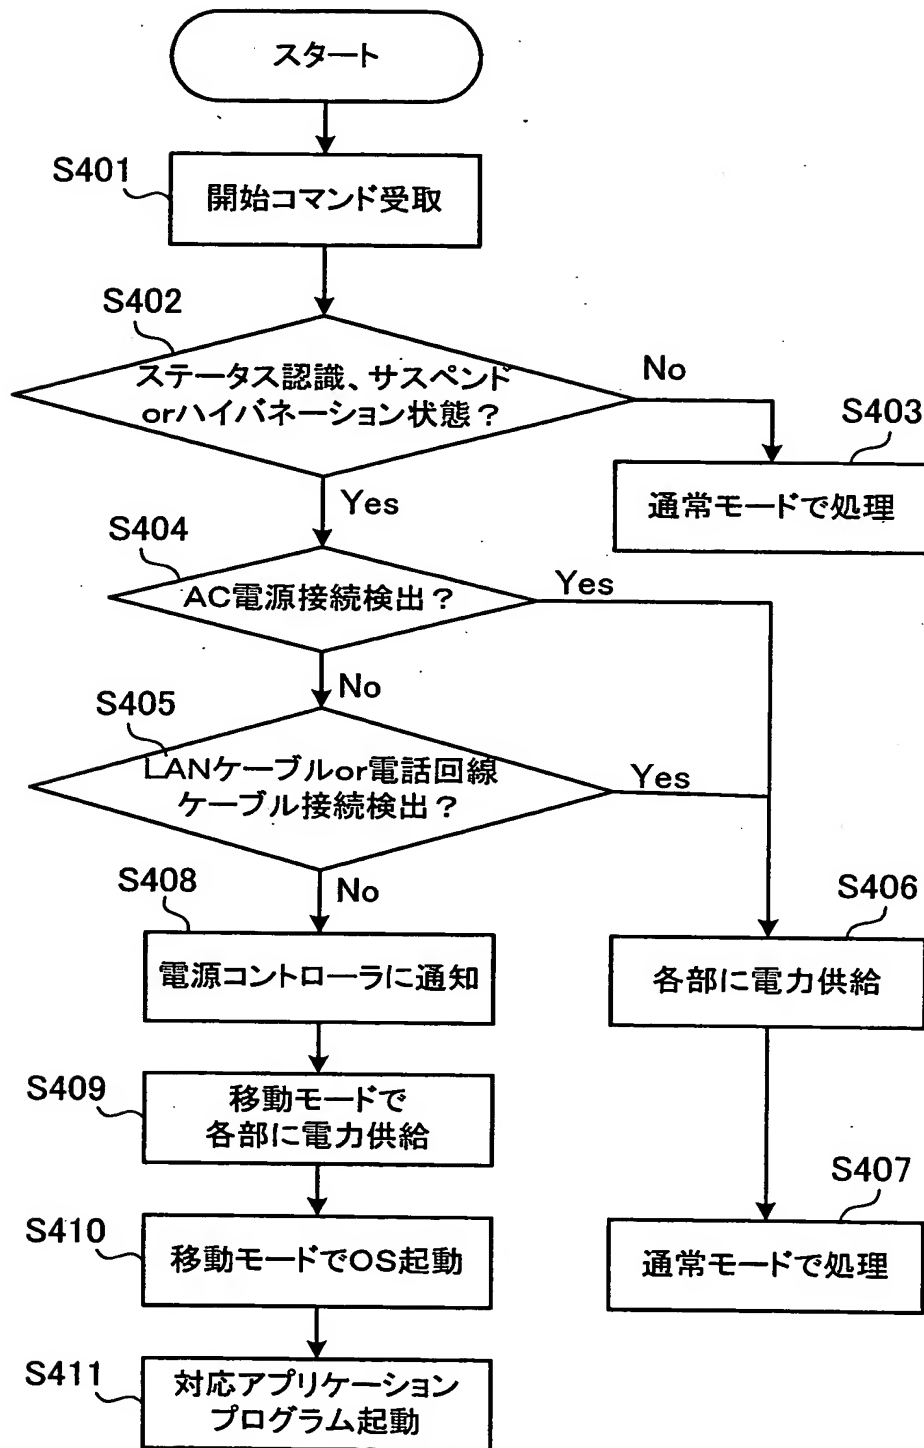 スタート
S401
開始コマンド受取
S402
ステータス認識、サスペンド
orハイバネーション状態？
No
S403
通常モードで処理
Yes
S404
AC電源接続検出？
Yes
No
S405
LANケーブルor電話回線
ケーブル接続検出？
Yes
No
S408
電源コントローラに通知
S406
各部に電力供給
S409
移動モードで
各部に電力供給
S407
通常モードで処理
S410
移動モードでOS起動
S411
対応アプリケーション
プログラム起動